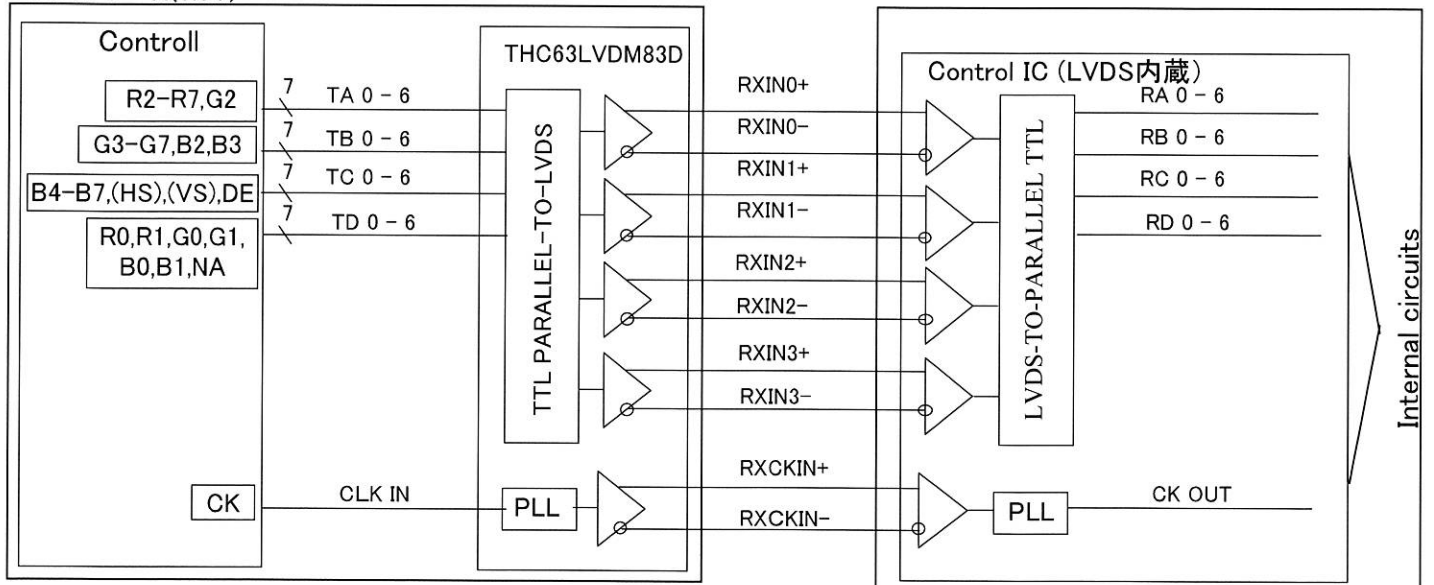 Controll
R2-R7,G2
G3-G7,B2,B3
B4-B7,(HS),(VS),DE
R0,R1,G0,G1,
B0,B1,NA
CK
7
TA 0 - 6
7
TB 0 - 6
7
TC 0 - 6
7
TD 0 - 6
CLK IN
THC63LVDM83D
TTL PARALLEL-TO-LVDS
PLL
RXIN0+
RXIN0-
RXIN1+
RXIN1-
RXIN2+
RXIN2-
RXIN3+
RXIN3-
RXCKIN+
RXCKIN-
Control IC (LVDS内蔵)
LVDS-TO-PARALLEL TTL
PLL
RA 0 - 6
RB 0 - 6
RC 0 - 6
RD 0 - 6
CK OUT
Internal circuits